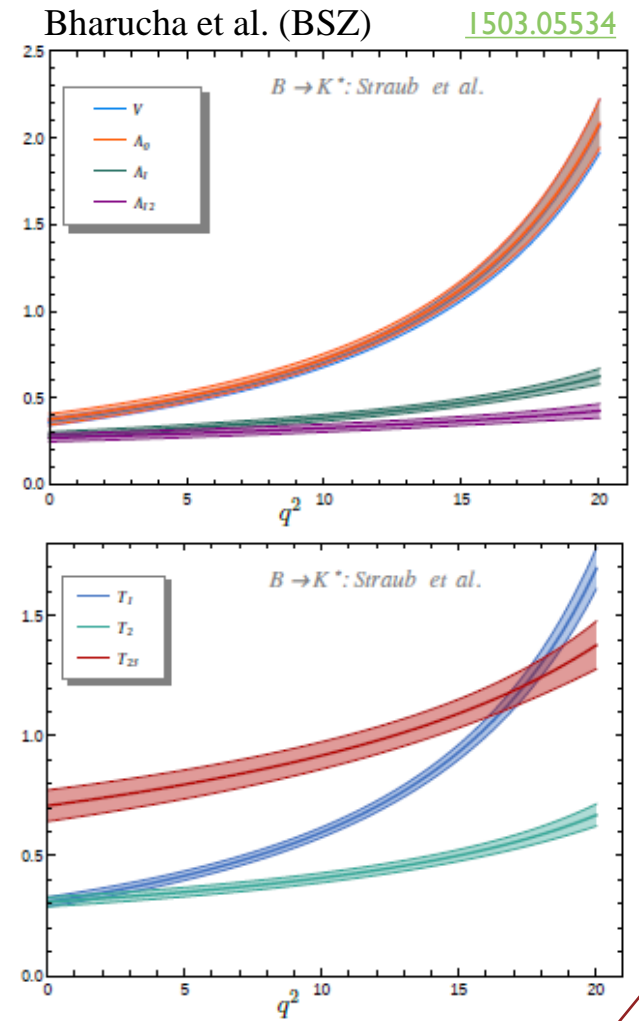 Bharucha et al. (BSZ) 1503.05534
2.5
B → K*: Straub et al.
V
A0
A1
A12
2.0
1.5
1.0
0.5
0.0
0 5 10 15 20
q²
B → K*: Straub et al.
T1
T2
T23
1.5
1.0
0.5
0.0
0 5 10 15 20
q²